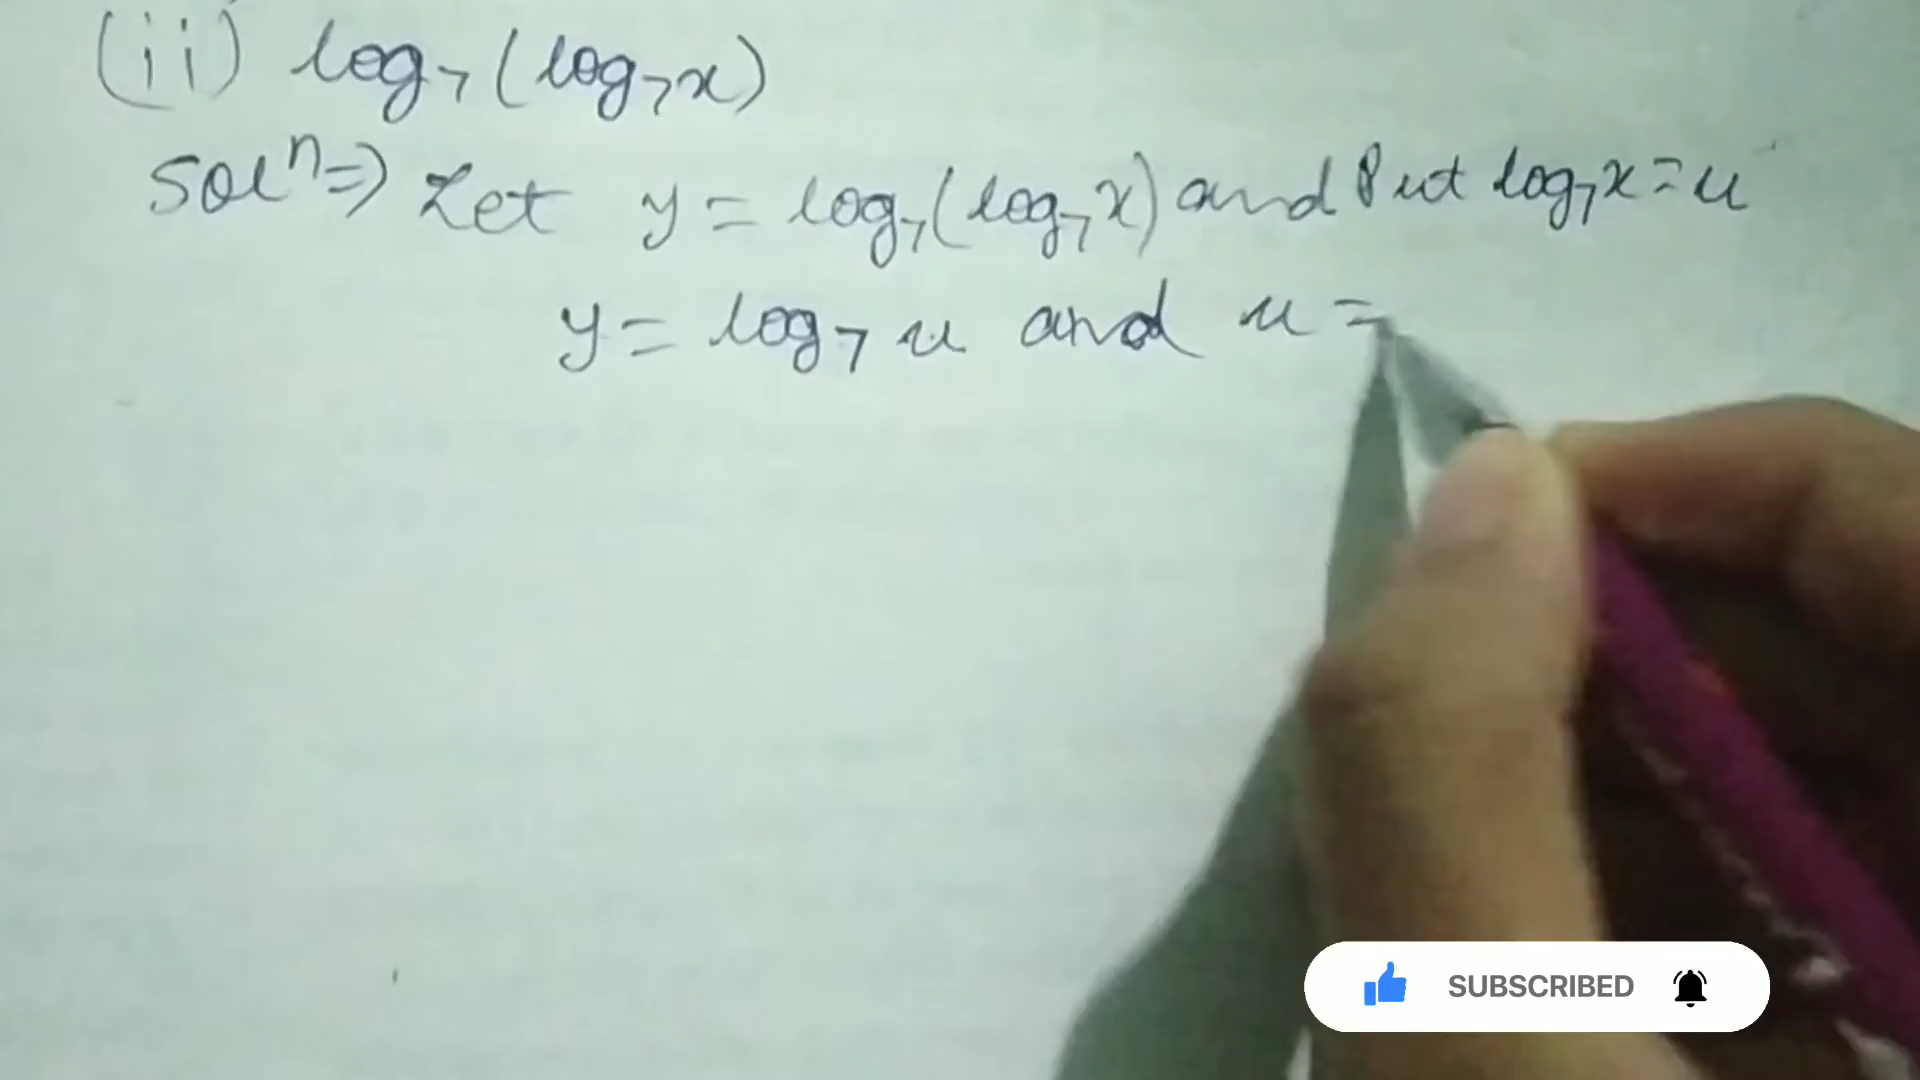 (ii) log₇(log₇x)
Solⁿ⇒ Let y = log₇(log₇x) and Put log₇x = u
y = log₇ u and u =
SUBSCRIBED